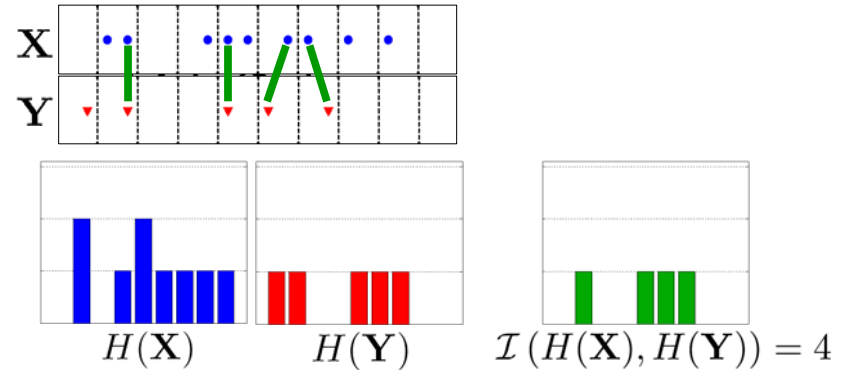 X
Y
H(X)
H(Y)
I (H(X), H(Y)) = 4